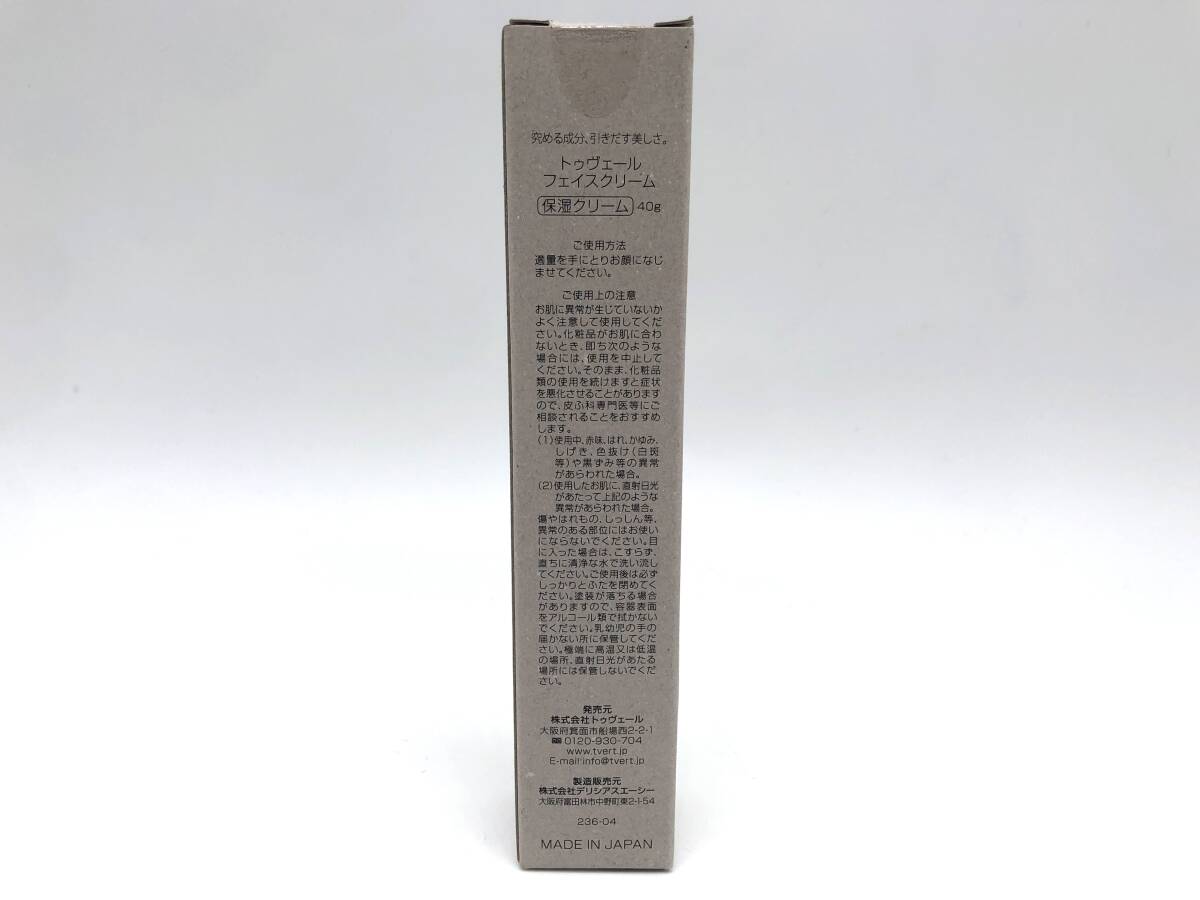 究める成分、引きだす美しさ。
トゥヴェール
フェイスクリーム
保湿クリーム 40g
ご使用方法
適量を手にとりお顔になじ
ませてください。
ご使用上の注意
お肌に異常が生じていないか
よく注意して使用してくだ
さい。化粧品がお肌に合わ
ないとき、即ち次のような
場合には、使用を中止して
ください。そのまま、化粧品
類の使用を続けますと症状
を悪化させることがあります
ので、皮ふ科専門医等にご
相談されることをおすすめ
します。
(1)使用中、赤味、はれ、かゆみ、
しげき、色抜け(白斑
等)や黒ずみ等の異常
があらわれた場合。
(2)使用したお肌に、直射日光
があたって上記のような
異常があらわれた場合。
傷やはれもの、しっしん等、
異常のある部位にはお使い
にならないでください。目
に入った場合は、こすらず、
直ちに清浄な水で洗い流し
てください。ご使用後は必ず
しっかりとふたを閉めてく
ださい。塗装が落ちる場合
がありますので、容器表面
をアルコール類で拭かない
でください。乳幼児の手の
届かない所に保管してくだ
さい。極端に高温又は低温
の場所、直射日光があたる
場所には保管しないでくだ
さい。
発売元
株式会社トゥヴェール
大阪府箕面市船場西2-2-1
0120-930-704
www.tvert.jp
E-mail:info@tvert.jp
製造販売元
株式会社デリシアスエーシー
大阪府富田林市中野町東2-1-54
236-04
MADE IN JAPAN